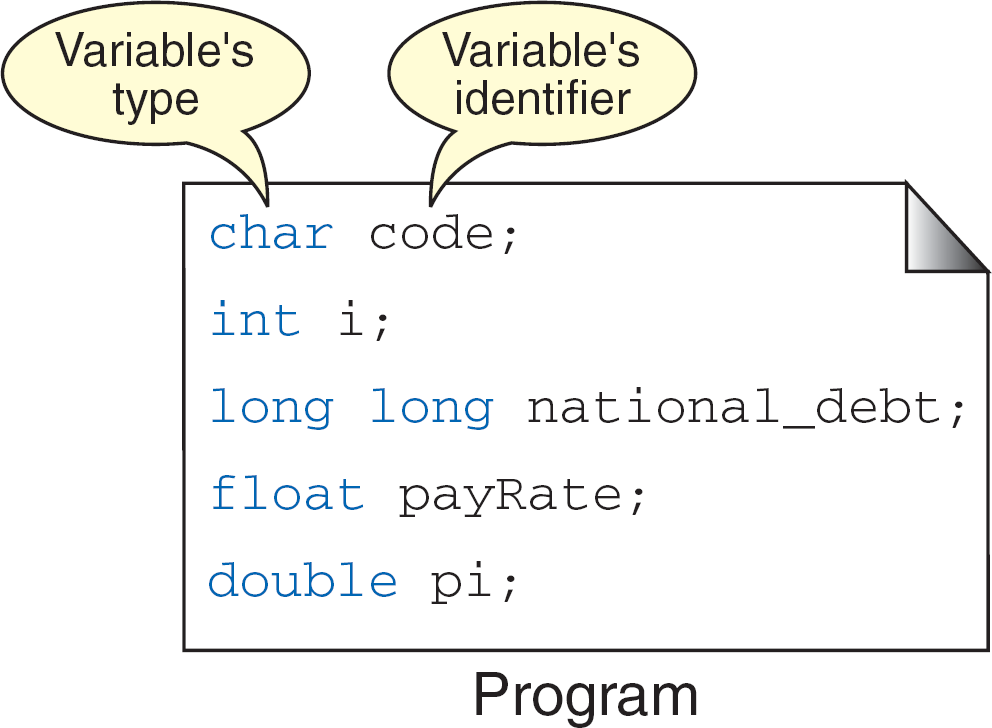 Variable's
type
Variable's
identifier
char code;
int i;
long long national_debt;
float payRate;
double pi;
Program